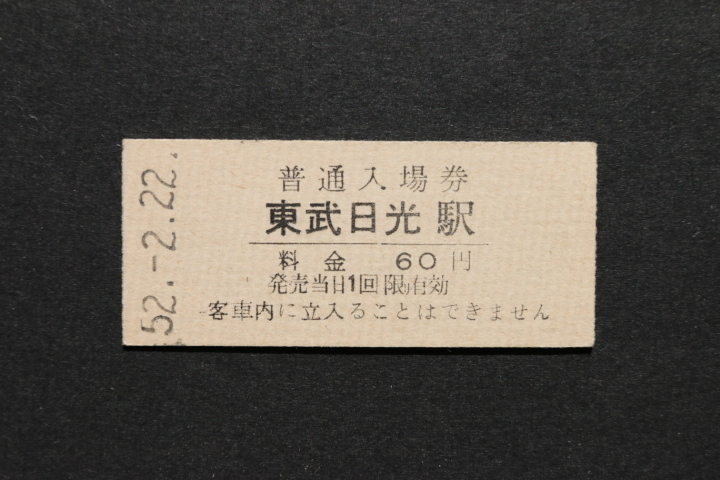 52.-2.22.
普通入場券
東武日光駅
料金 60円
発売当日1回限り有効
客車内に立入ることはできません